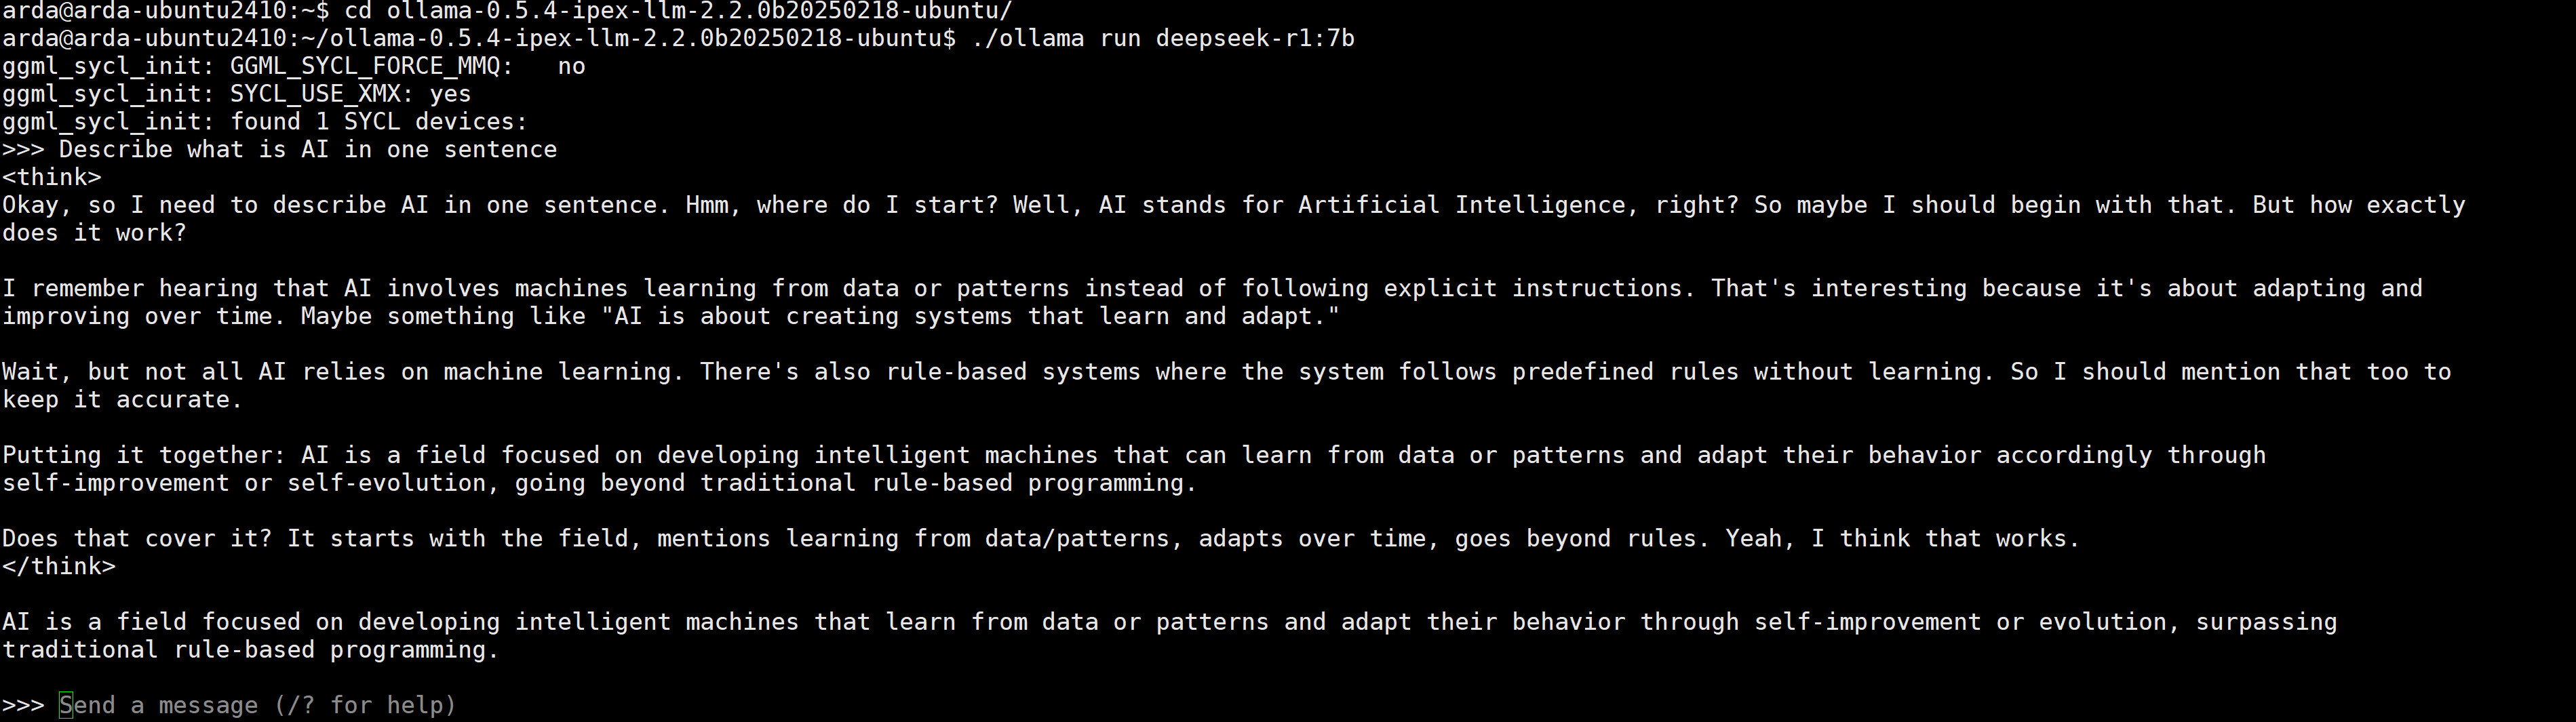 arda@arda-ubuntu2410:~$ cd ollama-0.5.4-ipex-llm-2.2.0b20250218-ubuntu/
arda@arda-ubuntu2410:~/ollama-0.5.4-ipex-llm-2.2.0b20250218-ubuntu$ ./ollama run deepseek-r1:7b
ggml_sycl_init: GGML_SYCL_FORCE_MMQ:   no
ggml_sycl_init: SYCL_USE_XMX: yes
ggml_sycl_init: found 1 SYCL devices:
>>> Describe what is AI in one sentence
<think>
Okay, so I need to describe AI in one sentence. Hmm, where do I start? Well, AI stands for Artificial Intelligence, right? So maybe I should begin with that. But how exactly
does it work?

I remember hearing that AI involves machines learning from data or patterns instead of following explicit instructions. That's interesting because it's about adapting and
improving over time. Maybe something like "AI is about creating systems that learn and adapt."

Wait, but not all AI relies on machine learning. There's also rule-based systems where the system follows predefined rules without learning. So I should mention that too to
keep it accurate.

Putting it together: AI is a field focused on developing intelligent machines that can learn from data or patterns and adapt their behavior accordingly through
self-improvement or self-evolution, going beyond traditional rule-based programming.

Does that cover it? It starts with the field, mentions learning from data/patterns, adapts over time, goes beyond rules. Yeah, I think that works.
</think>

AI is a field focused on developing intelligent machines that learn from data or patterns and adapt their behavior through self-improvement or evolution, surpassing
traditional rule-based programming.

>>> Send a message (/? for help)